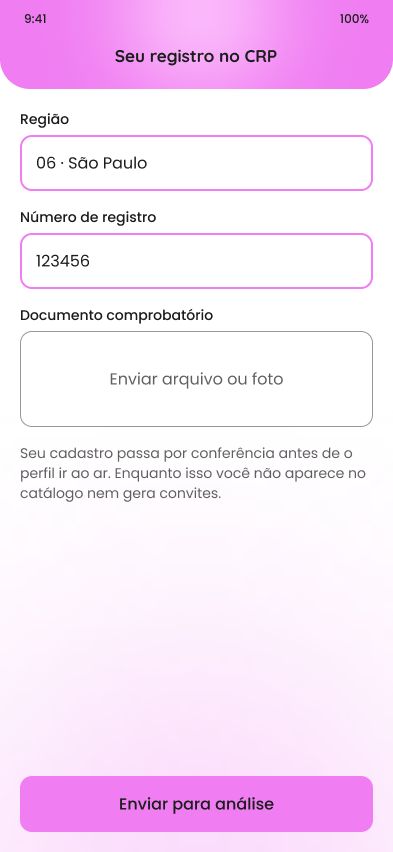 9:41
100%
Seu registro no CRP
Região
06 · São Paulo
Número de registro
123456
Documento comprobatório
Enviar arquivo ou foto
Seu cadastro passa por conferência antes de o
perfil ir ao ar. Enquanto isso você não aparece no
catálogo nem gera convites.
Enviar para análise